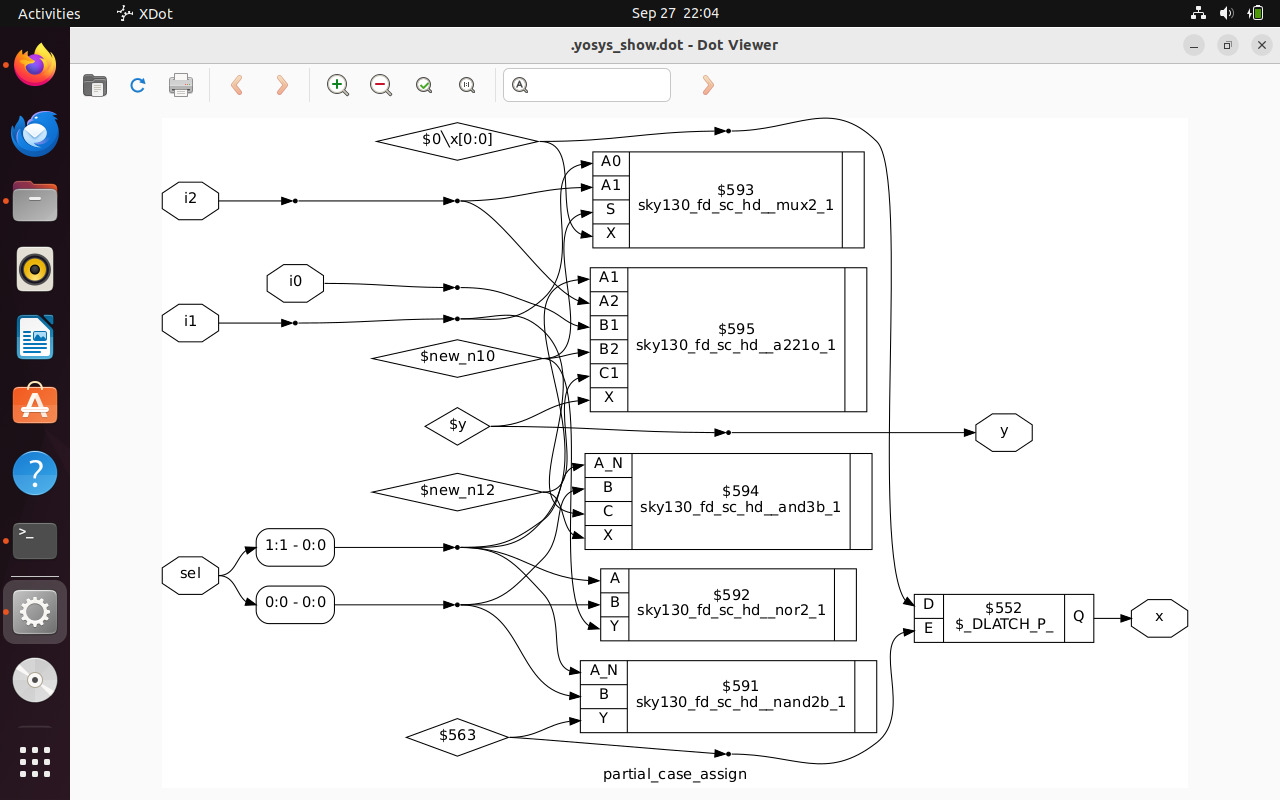 Activities
XDot
Sep 27 22:04
.yosys_show.dot - Dot Viewer
$0\x[0:0]
i2
i0
i1
$new_n10
$y
$new_n12
sel
1:1 - 0:0
0:0 - 0:0
$563
A0
A1
S
X
$593
sky130_fd_sc_hd__mux2_1
A1
A2
B1
B2
C1
X
$595
sky130_fd_sc_hd__a221o_1
A_N
B
C
X
$594
sky130_fd_sc_hd__and3b_1
A
B
Y
$592
sky130_fd_sc_hd__nor2_1
A_N
B
Y
$591
sky130_fd_sc_hd__nand2b_1
y
D
E
$552
$_DLATCH_P_
Q
x
partial_case_assign